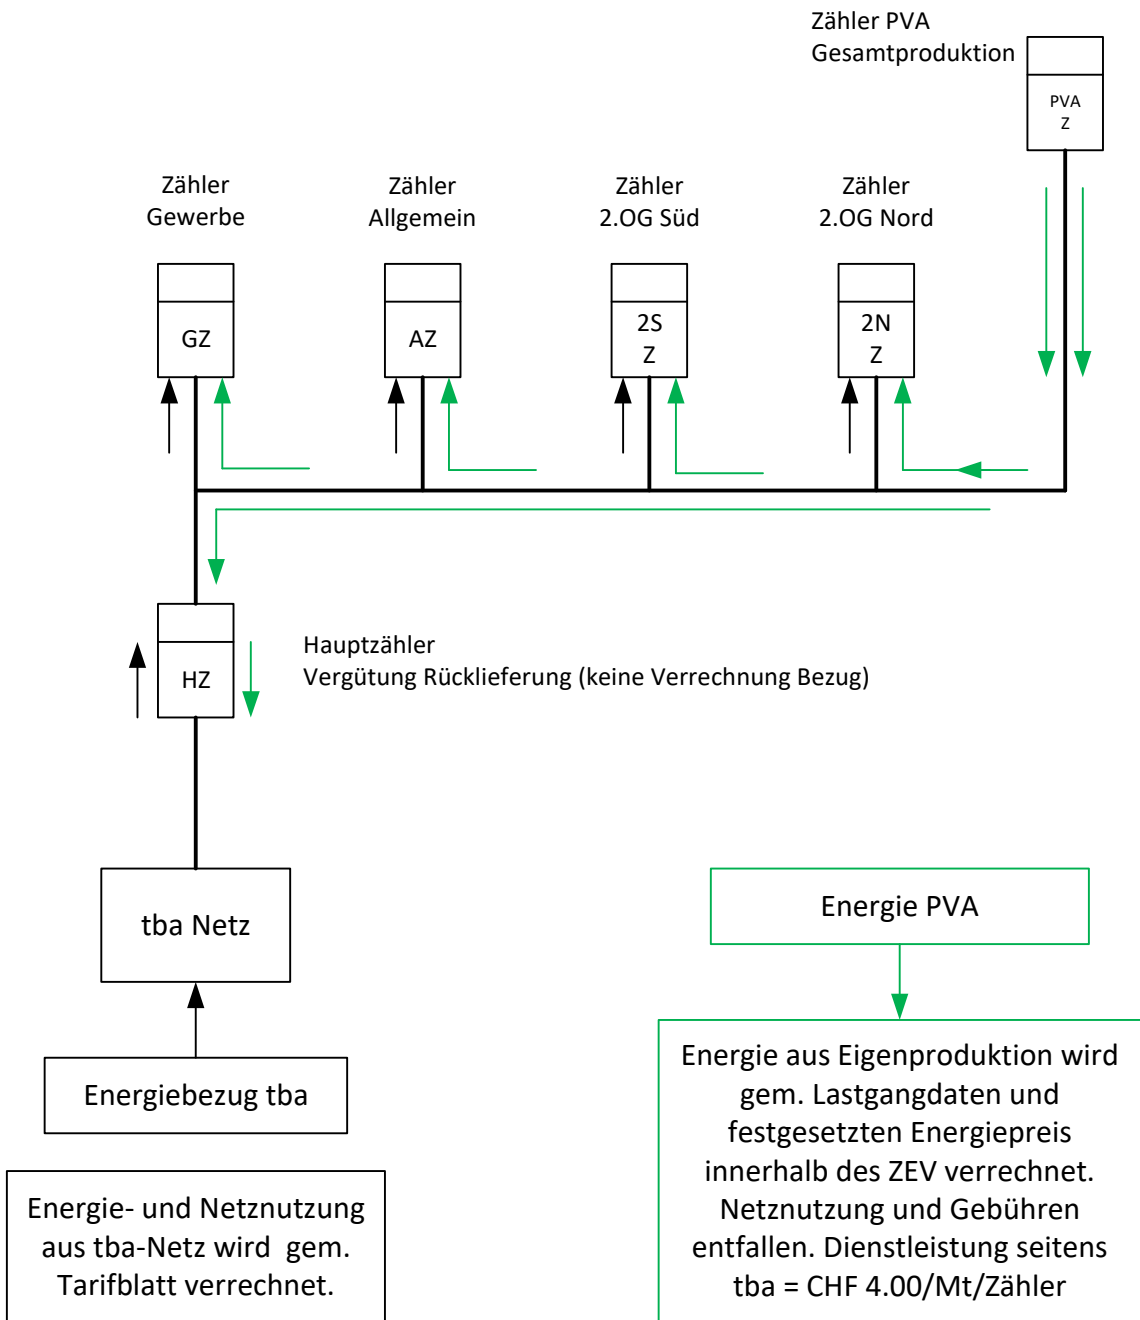 Zähler PVA
Gesamtproduktion
PVA
Z
Zähler
Gewerbe
Zähler
Allgemein
Zähler
2.OG Süd
Zähler
2.OG Nord
GZ
AZ
2S
Z
2N
Z
HZ
Hauptzähler
Vergütung Rücklieferung (keine Verrechnung Bezug)
tba Netz
Energiebezug tba
Energie- und Netznutzung
aus tba-Netz wird gem.
Tarifblatt verrechnet.
Energie PVA
Energie aus Eigenproduktion wird
gem. Lastgangdaten und
festgesetzten Energiepreis
innerhalb des ZEV verrechnet.
Netznutzung und Gebühren
entfallen. Dienstleistung seitens
tba = CHF 4.00/Mt/Zähler